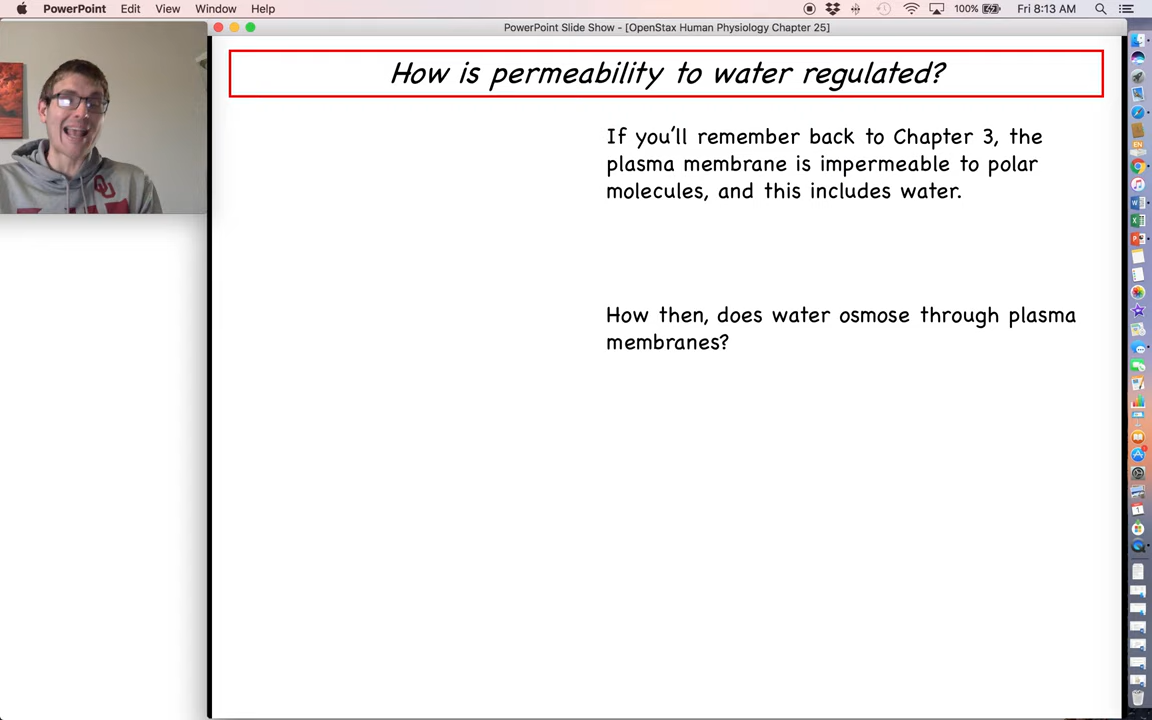 PowerPoint Edit View Window Help 100% Fri 8:13 AM
PowerPoint Slide Show - [OpenStax Human Physiology Chapter 25]
How is permeability to water regulated?
If you'll remember back to Chapter 3, the
plasma membrane is impermeable to polar
molecules, and this includes water.
How then, does water osmose through plasma
membranes?
OU